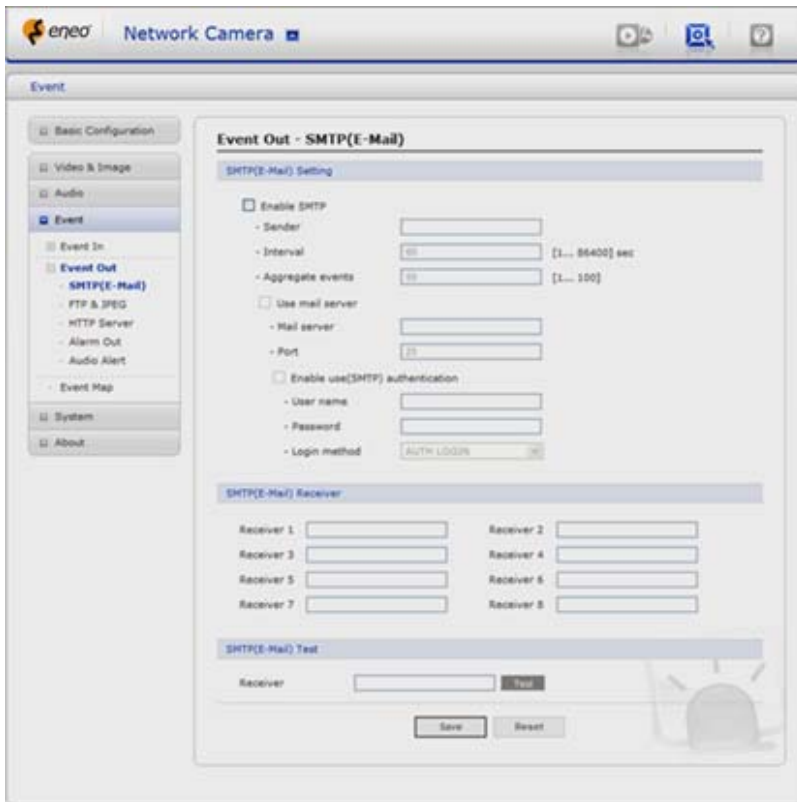 eneo Network Camera
Event
Basic Configuration
Video & Image
Audio
Event
Event In
Event Out
SMTP(E-Mail)
FTP & JPEG
HTTP Server
Alarm Out
Audio Alert
Event Map
System
About
Event Out - SMTP(E-Mail)
SMTP(E-Mail) Setting
Enable SMTP
- Sender
- Interval 60 [1... 86400] sec
- Aggregate events [1... 100]
Use mail server
- Mail server
- Port 25
Enable use(SMTP) authentication
- User name
- Password
- Login method AUTH LOGIN
SMTP(E-Mail) Receiver
Receiver 1 Receiver 2
Receiver 3 Receiver 4
Receiver 5 Receiver 6
Receiver 7 Receiver 8
SMTP(E-Mail) Test
Receiver Test
Save Reset